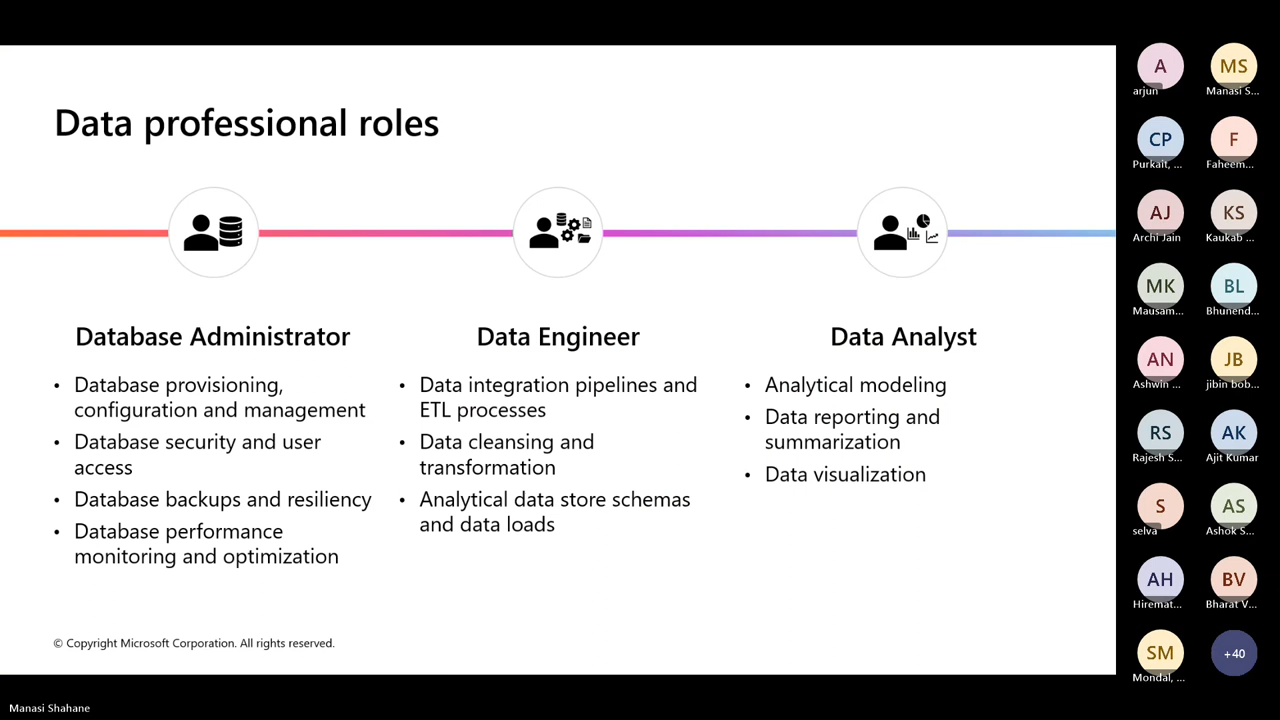 Data professional roles
Database Administrator
• Database provisioning,
configuration and management
• Database security and user
access
• Database backups and resiliency
• Database performance
monitoring and optimization
Data Engineer
• Data integration pipelines and
ETL processes
• Data cleansing and
transformation
• Analytical data store schemas
and data loads
Data Analyst
• Analytical modeling
• Data reporting and
summarization
• Data visualization
© Copyright Microsoft Corporation. All rights reserved.
A
arjun
MS
Manasi S...
CP
Purkait, ...
F
Faheem...
AJ
Archi Jain
KS
Kaukab ...
MK
Mausam...
BL
Bhunend...
AN
Ashwin ...
JB
jibin bob...
RS
Rajesh S...
AK
Ajit Kumar
S
selva
AS
Ashok S...
AH
Hiremat...
BV
Bharat V...
SM
Mondal, ...
+40
Manasi Shahane